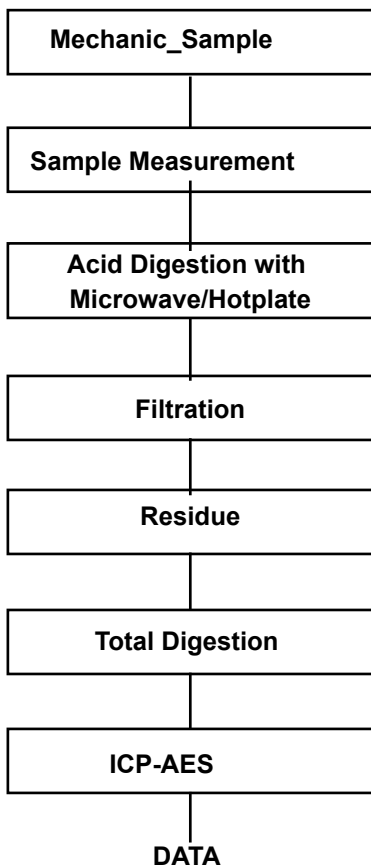 Mechanic_Sample
Sample Measurement
Acid Digestion with
Microwave/Hotplate
Filtration
Residue
Total Digestion
ICP-AES
DATA